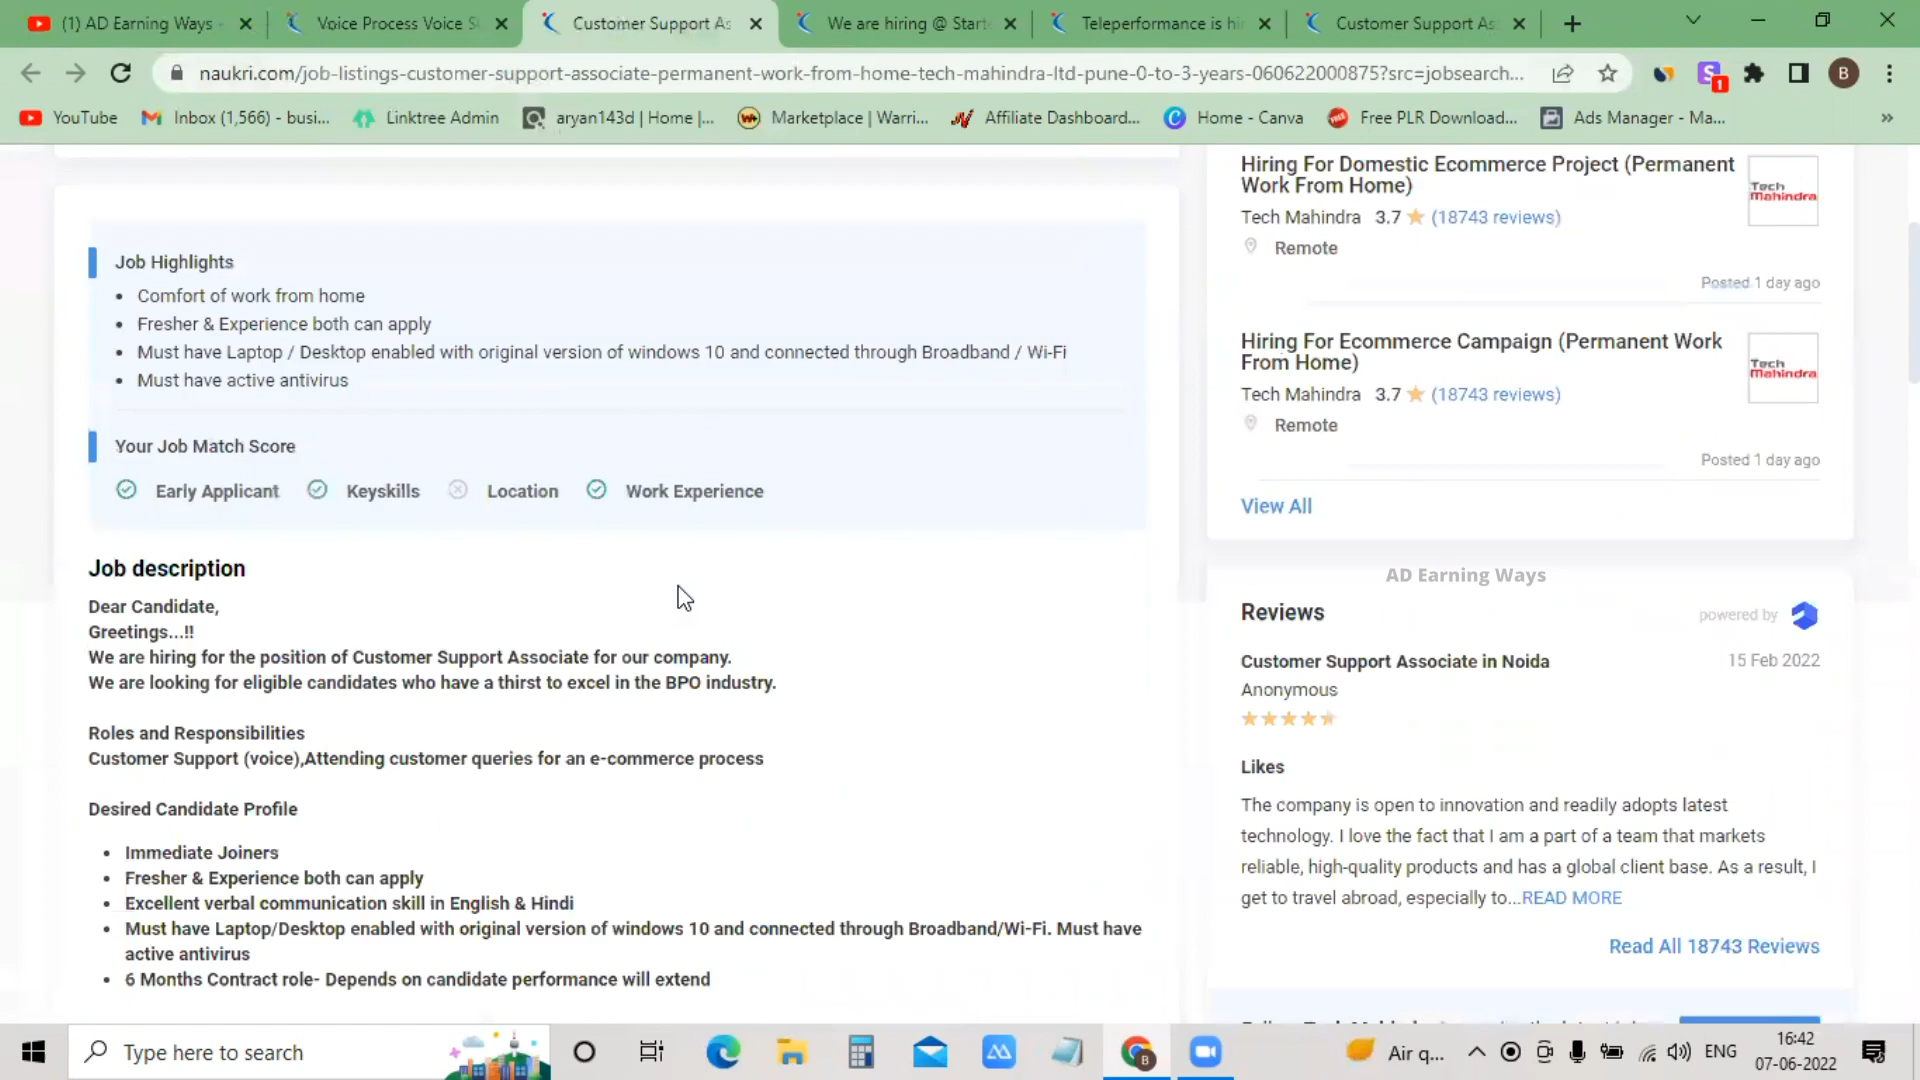 (1) AD Earning Ways -
Voice Process Voice S
Customer Support As
We are hiring @ Start
Teleperformance is hi
Customer Support As
naukri.com/job-listings-customer-support-associate-permanent-work-from-home-tech-mahindra-ltd-pune-0-to-3-years-060622000875?src=jobsearch...
1
B
YouTube
Inbox (1,566) - busi...
Linktree Admin
aryan143d | Home |...
Marketplace | Warri...
Affiliate Dashboard...
Home - Canva
Free PLR Download...
Ads Manager - Ma...
»
Job Highlights
• Comfort of work from home
• Fresher & Experience both can apply
• Must have Laptop / Desktop enabled with original version of windows 10 and connected through Broadband / Wi-Fi
• Must have active antivirus
Your Job Match Score
Early Applicant
Keyskills
Location
Work Experience
Job description
Dear Candidate,
Greetings...!!
We are hiring for the position of Customer Support Associate for our company.
We are looking for eligible candidates who have a thirst to excel in the BPO industry.
Roles and Responsibilities
Customer Support (voice),Attending customer queries for an e-commerce process
Desired Candidate Profile
• Immediate Joiners
• Fresher & Experience both can apply
• Excellent verbal communication skill in English & Hindi
• Must have Laptop/Desktop enabled with original version of windows 10 and connected through Broadband/Wi-Fi. Must have
active antivirus
• 6 Months Contract role- Depends on candidate performance will extend
Hiring For Domestic Ecommerce Project (Permanent
Work From Home)
Tech Mahindra 3.7 (18743 reviews)
Remote
Posted 1 day ago
Tech
Mahindra
Hiring For Ecommerce Campaign (Permanent Work
From Home)
Tech Mahindra 3.7 (18743 reviews)
Remote
Posted 1 day ago
Tech
Mahindra
View All
AD Earning Ways
Reviews
powered by
Customer Support Associate in Noida
15 Feb 2022
Anonymous
Likes
The company is open to innovation and readily adopts latest
technology. I love the fact that I am a part of a team that markets
reliable, high-quality products and has a global client base. As a result, I
get to travel abroad, especially to...READ MORE
Read All 18743 Reviews
Type here to search
B
Air q...
ENG
16:42
07-06-2022